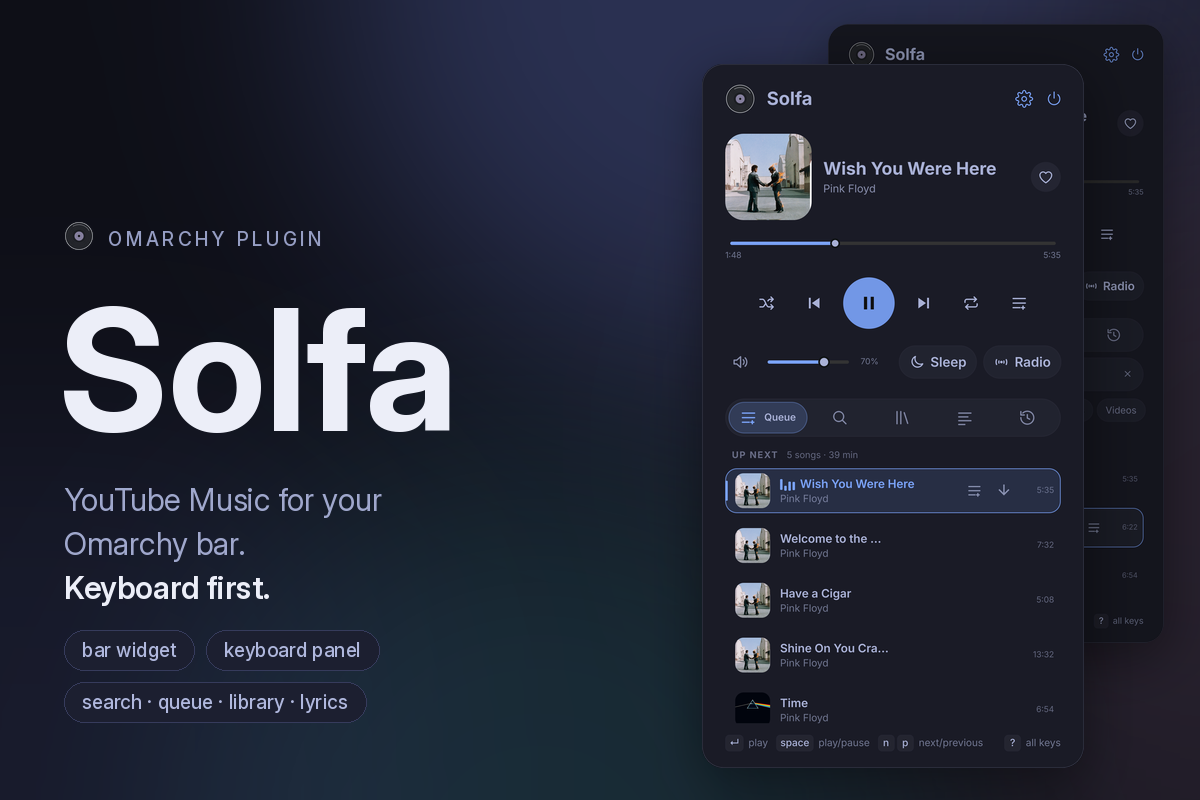 OMARCHY PLUGIN
Solfa
YouTube Music for your
Omarchy bar.
Keyboard first.
bar widget
keyboard panel
search · queue · library · lyrics
Solfa
Solfa
Wish You Were Here
Pink Floyd
1:48
5:35
70%
Sleep
Radio
Queue
UP NEXT 5 songs · 39 min
Wish You Were Here
Pink Floyd
5:35
Welcome to the ...
Pink Floyd
7:32
Have a Cigar
Pink Floyd
5:08
Shine On You Cra...
Pink Floyd
13:32
Time
Pink Floyd
6:54
play space play/pause n p next/previous ? all keys
5:35
Radio
Videos
5:35
6:22
6:54
? all keys